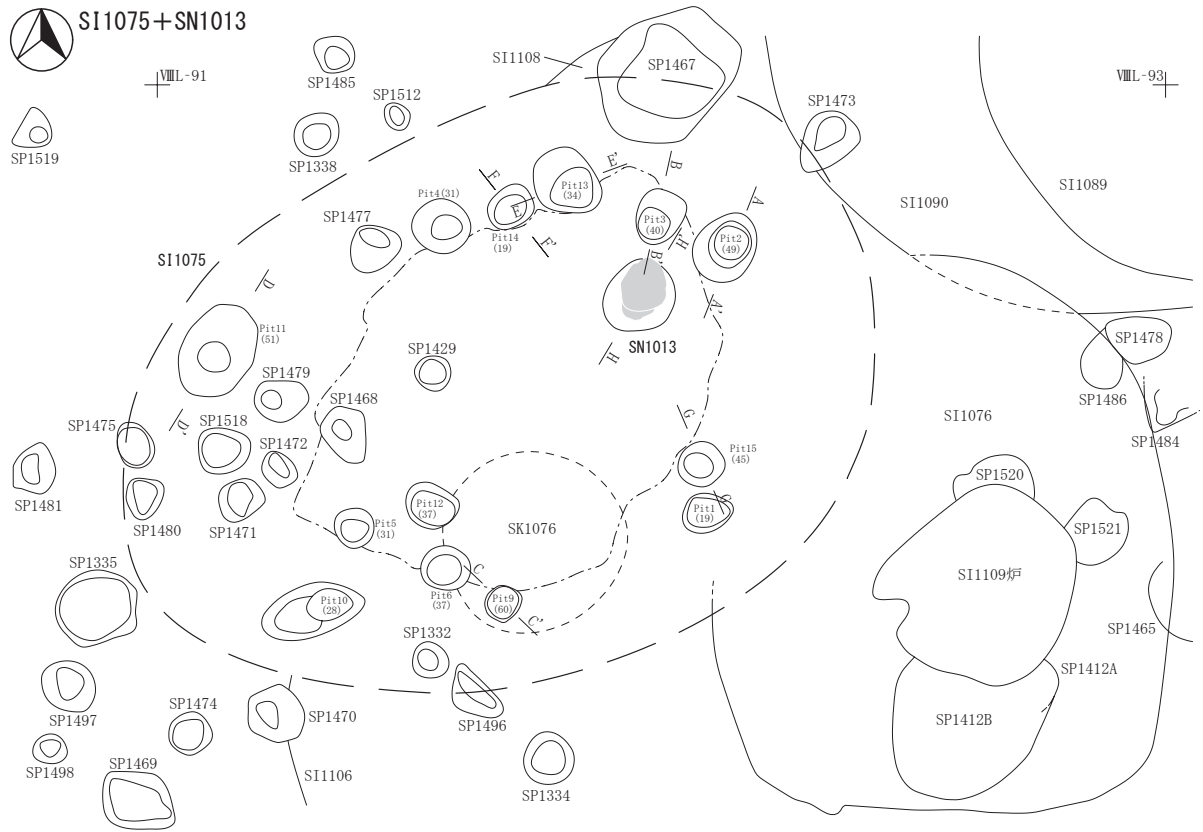 SI1075+SN1013
ⅧL-91
ⅧL-93
SP1485
SI1108
SP1467
SP1512
SP1473
SP1519
SP1338
SI1089
SI1090
SP1477
Pit4(31)
F
E
Pit14
(19)
F'
Pit13
(34)
E'
B
Pit3
(40)
A
Pit2
(49)
H'
B'
A'
SI1075
D
Pit11
(51)
SN1013
H
SP1429
SP1478
SP1486
SP1479
SP1468
SI1076
G
SP1484
SP1475
SP1518
D'
SP1472
Pit15
(45)
SP1520
SP1481
SP1480
SP1471
Pit12
(37)
Pit5
(31)
SK1076
Pit1
(19)
SP1521
SP1335
SI1109炉
C
Pit6
(37)
Pit9
(60)
C'
Pit10
(28)
SP1332
SP1465
SP1412A
SP1497
SP1474
SP1470
SP1496
SP1412B
SP1498
SP1469
SI1106
SP1334